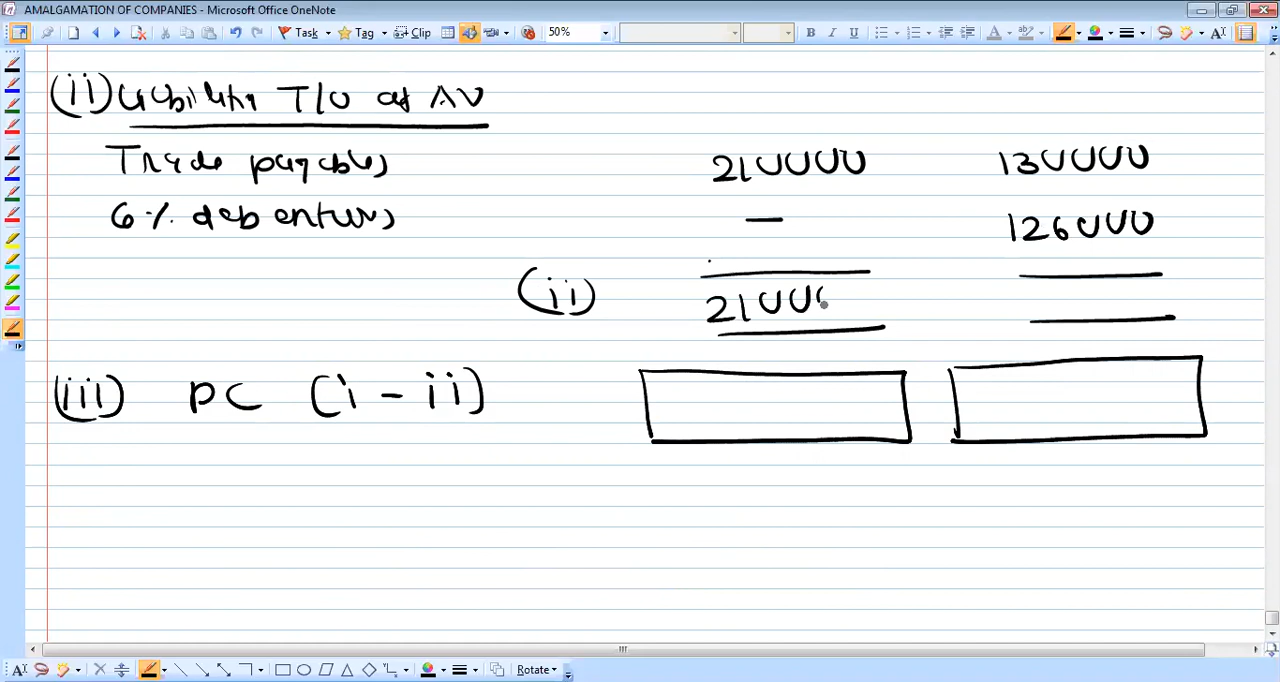 AMALGAMATION OF COMPANIES - Microsoft Office OneNote
Task Tag Clip 50% B I U
(ii) Liabilities T/O at AV
Trade payables 210000 130000
6% debentures — 126000
(ii) 21000
(iii) PC (i - ii)
Rotate